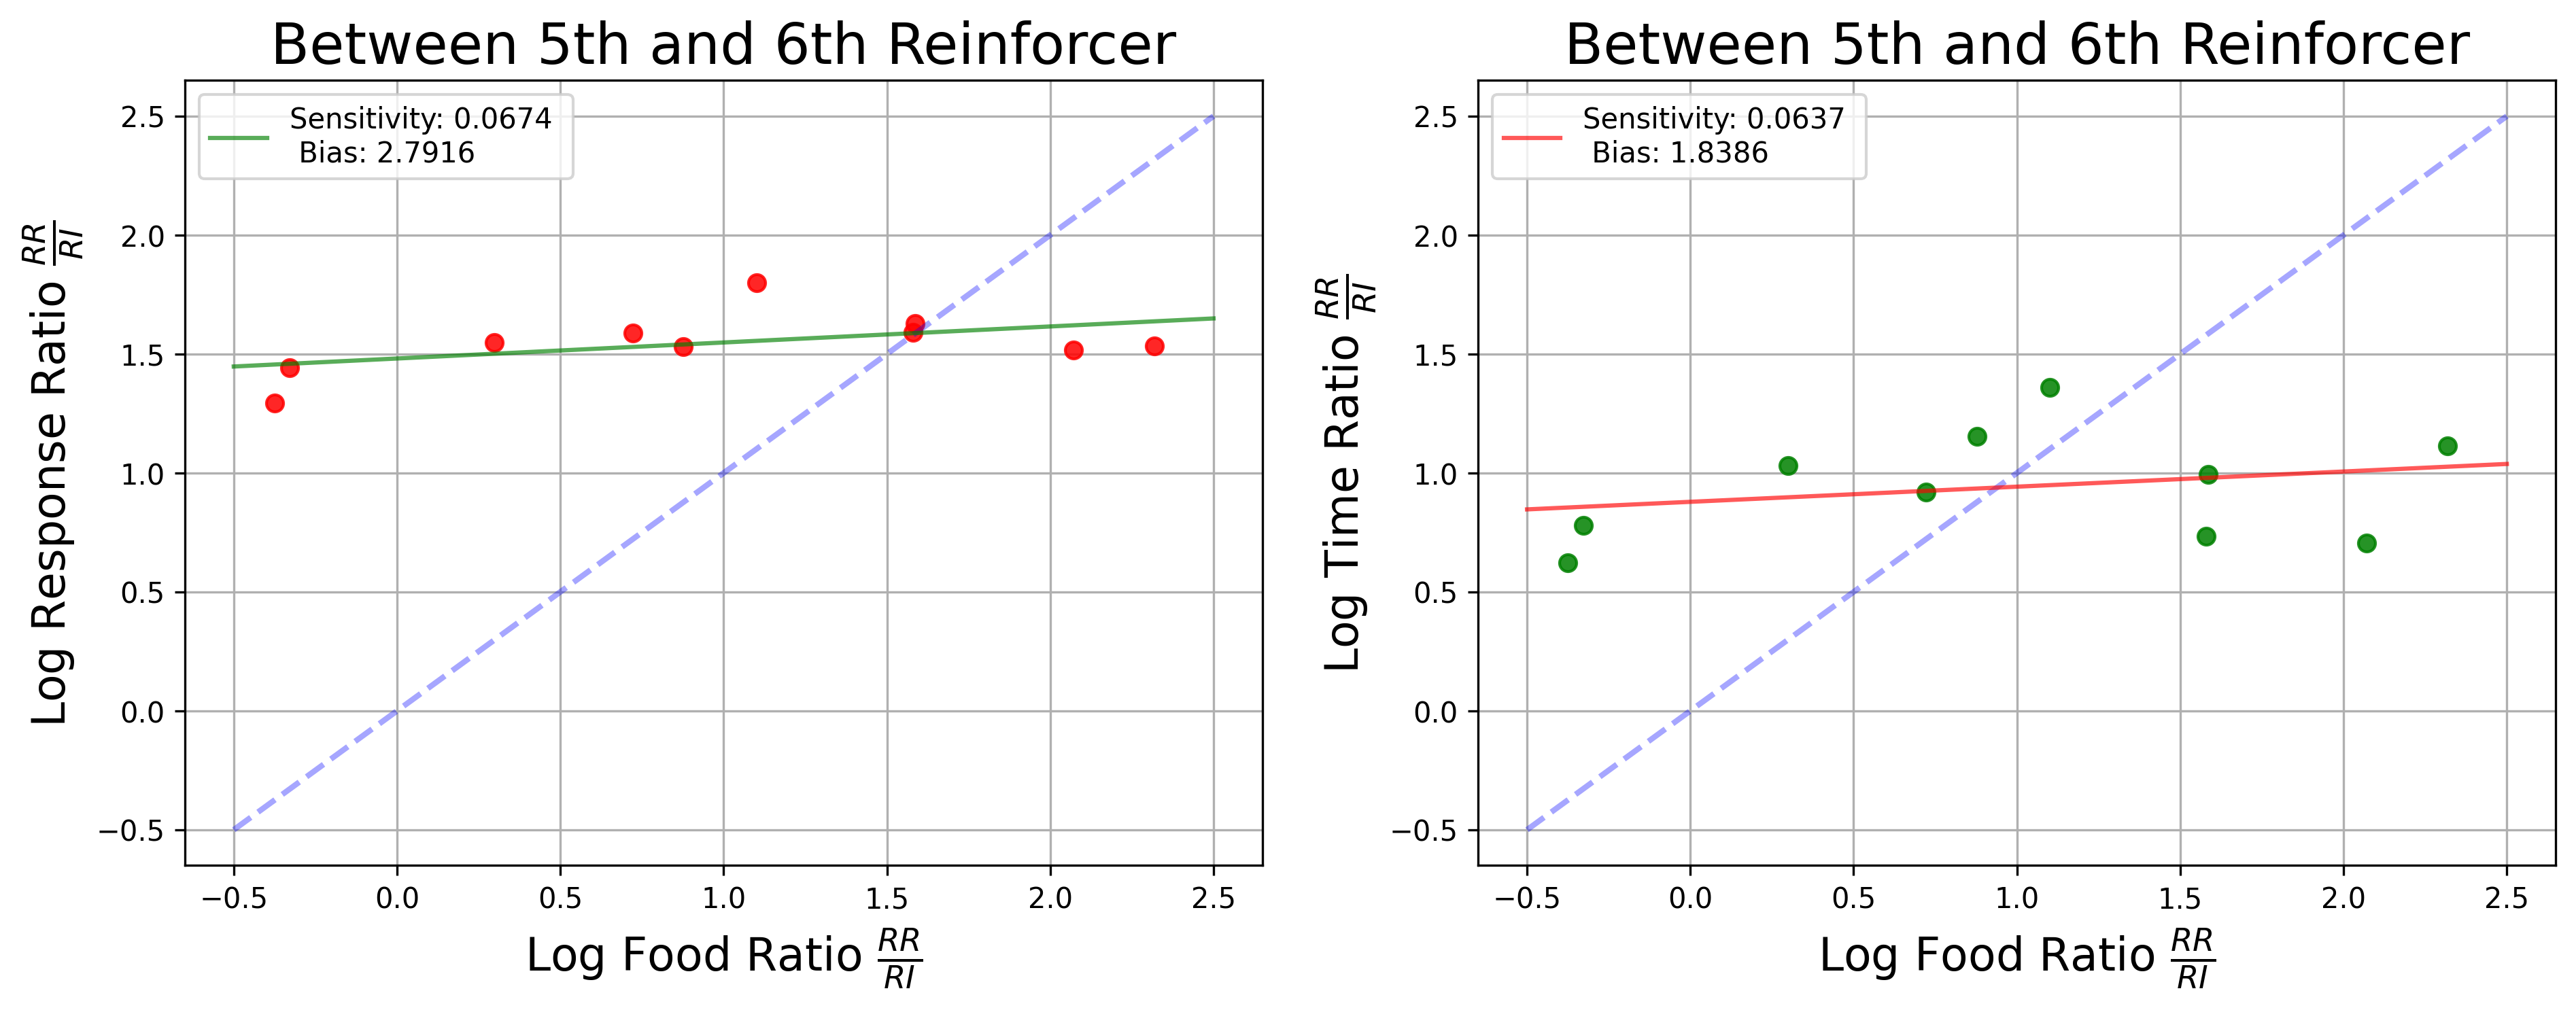 Between 5th and 6th Reinforcer
Sensitivity: 0.0674
Bias: 2.7916
2.5
2.0
1.5
1.0
0.5
0.0
−0.5
Log Response Ratio RR/RI
−0.5 0.0 0.5 1.0 1.5 2.0 2.5
Log Food Ratio RR/RI
Between 5th and 6th Reinforcer
Sensitivity: 0.0637
Bias: 1.8386
2.5
2.0
1.5
1.0
0.5
0.0
−0.5
Log Time Ratio RR/RI
−0.5 0.0 0.5 1.0 1.5 2.0 2.5
Log Food Ratio RR/RI